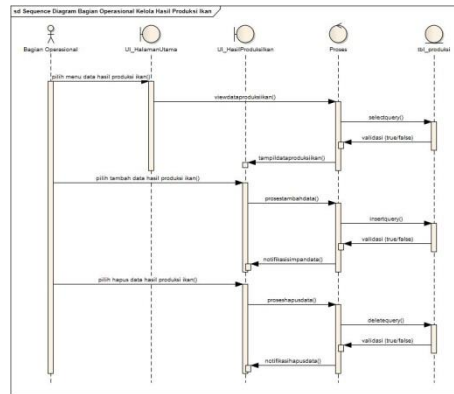 sd Sequence Diagram Bagian Operasional Kelola Hasil Produksi Ikan
Bagian Operasional
UI_HalamanUtama
UI_HasilProduksiIkan
Proses
tbl_produksi
pilih menu data hasil produksi ikan()
viewdataproduksiikan()
selectquery()
validasi (true/false)
tampildataproduksiikan()
pilih tambah data hasil produksi ikan()
prosestambahdata()
insertquery()
validasi (true/false)
notifikasisimpandata()
pilih hapus data hasil produksi ikan()
proseshapusdata()
deletequery()
validasi (true/false)
notifikasihapusdata()